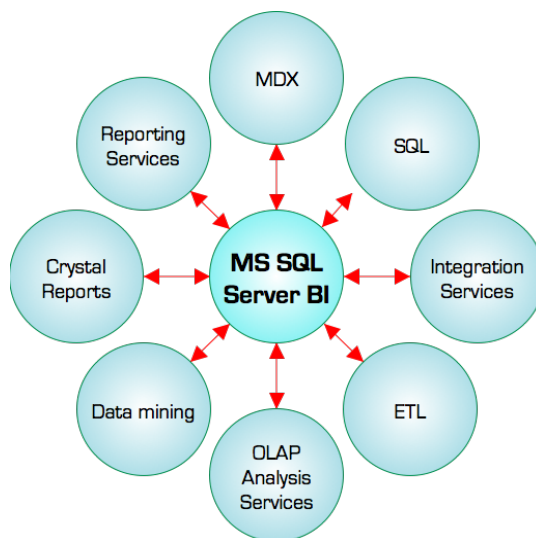 MDX
Reporting
Services
SQL
MS SQL
Server BI
Crystal
Reports
Integration
Services
Data mining
ETL
OLAP
Analysis
Services